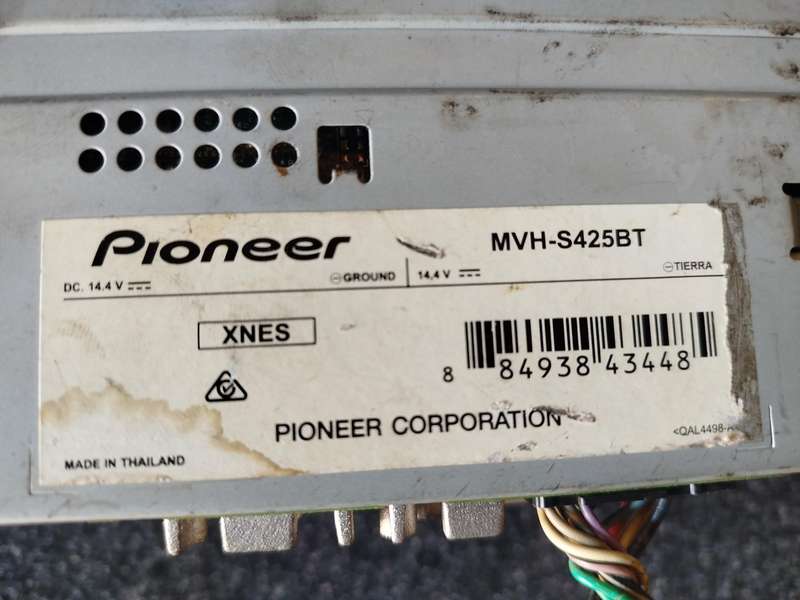 Pioneer
MVH-S425BT
DC. 14.4 V
GROUND
14.4 V
TIERRA
XNES
8 84938 43448
PIONEER CORPORATION
MADE IN THAILAND